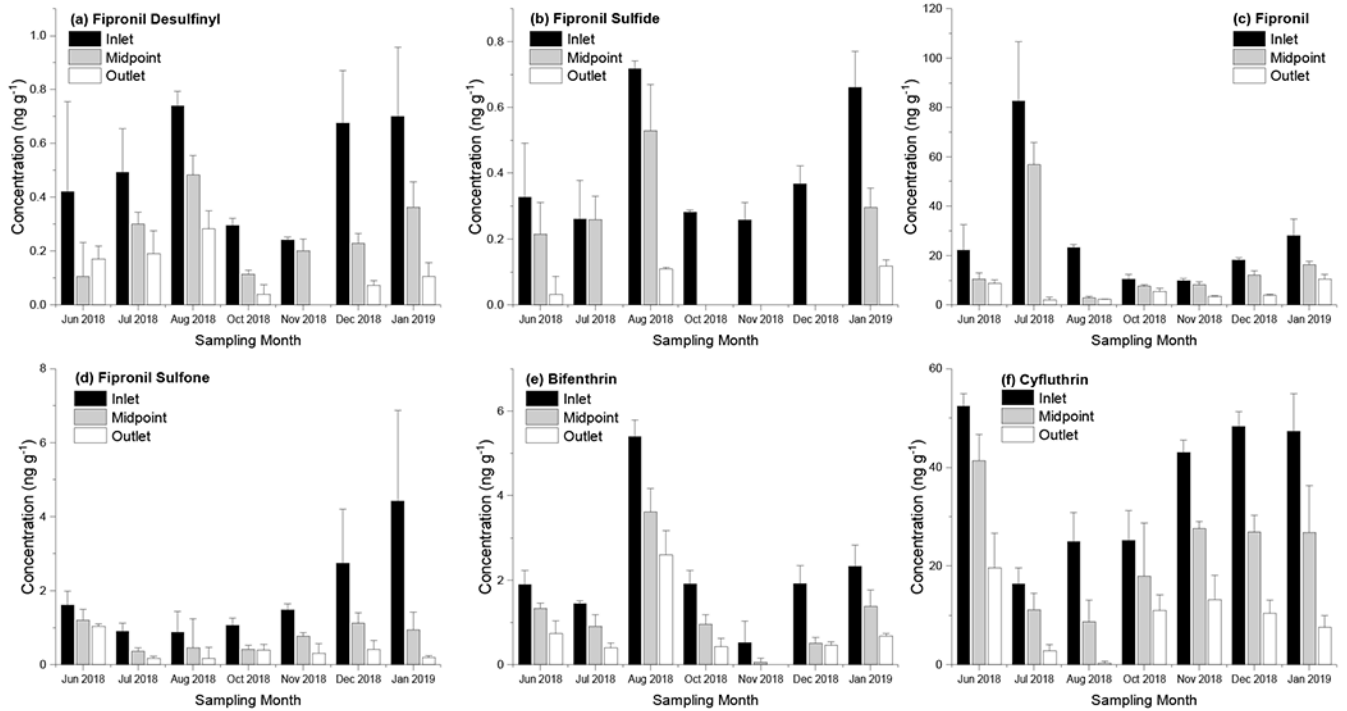 (a) Fipronil Desulfinyl
Inlet
Midpoint
Outlet
Concentration (ng g⁻¹)
1.0
0.8
0.6
0.4
0.2
0.0
Jun 2018 Jul 2018 Aug 2018 Oct 2018 Nov 2018 Dec 2018 Jan 2019
Sampling Month
(b) Fipronil Sulfide
Inlet
Midpoint
Outlet
Concentration (ng g⁻¹)
0.8
0.6
0.4
0.2
0.0
Jun 2018 Jul 2018 Aug 2018 Oct 2018 Nov 2018 Dec 2018 Jan 2019
Sampling Month
(c) Fipronil
Inlet
Midpoint
Outlet
Concentration (ng g⁻¹)
120
100
80
60
40
20
0
Jun 2018 Jul 2018 Aug 2018 Oct 2018 Nov 2018 Dec 2018 Jan 2019
Sampling Month
(d) Fipronil Sulfone
Inlet
Midpoint
Outlet
Concentration (ng g⁻¹)
8
6
4
2
0
Jun 2018 Jul 2018 Aug 2018 Oct 2018 Nov 2018 Dec 2018 Jan 2019
Sampling Month
(e) Bifenthrin
Inlet
Midpoint
Outlet
Concentration (ng g⁻¹)
6
4
2
0
Jun 2018 Jul 2018 Aug 2018 Oct 2018 Nov 2018 Dec 2018 Jan 2019
Sampling Month
(f) Cyfluthrin
Inlet
Midpoint
Outlet
Concentration (ng g⁻¹)
60
40
20
0
Jun 2018 Jul 2018 Aug 2018 Oct 2018 Nov 2018 Dec 2018 Jan 2019
Sampling Month